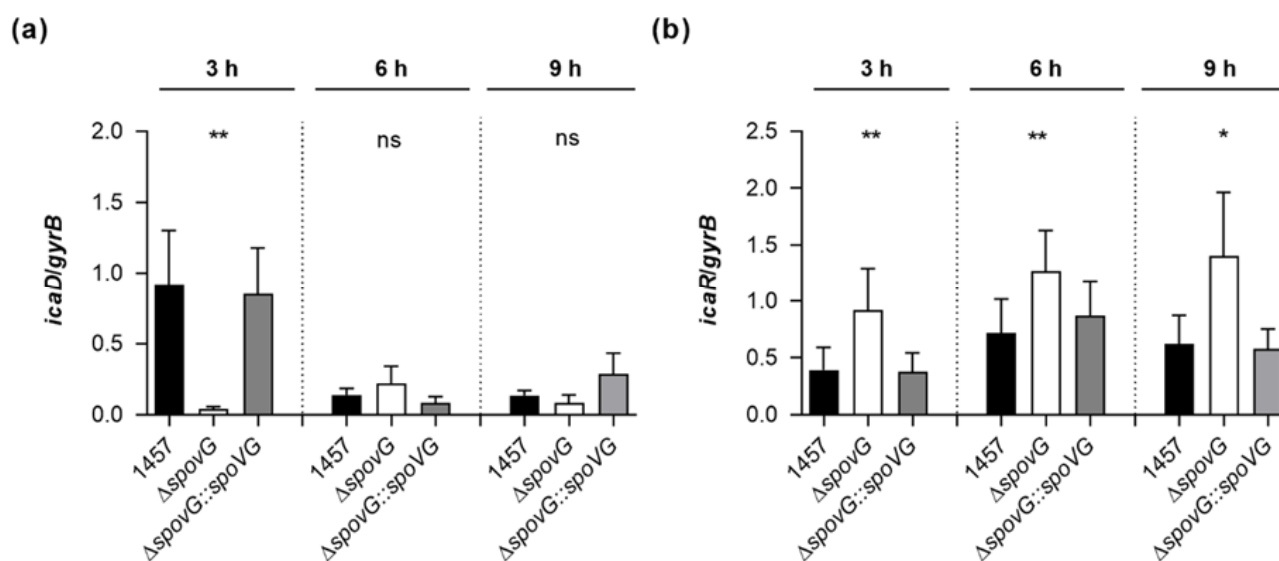 (a)
3 h 6 h 9 h
** ns ns
2.0
1.5
1.0
0.5
0.0
icaD/gyrB
1457 ΔspovG ΔspovG::spoVG 1457 ΔspovG ΔspovG::spoVG 1457 ΔspovG ΔspovG::spoVG
(b)
3 h 6 h 9 h
** ** *
2.5
2.0
1.5
1.0
0.5
0.0
icaR/gyrB
1457 ΔspovG ΔspovG::spoVG 1457 ΔspovG ΔspovG::spoVG 1457 ΔspovG ΔspovG::spoVG